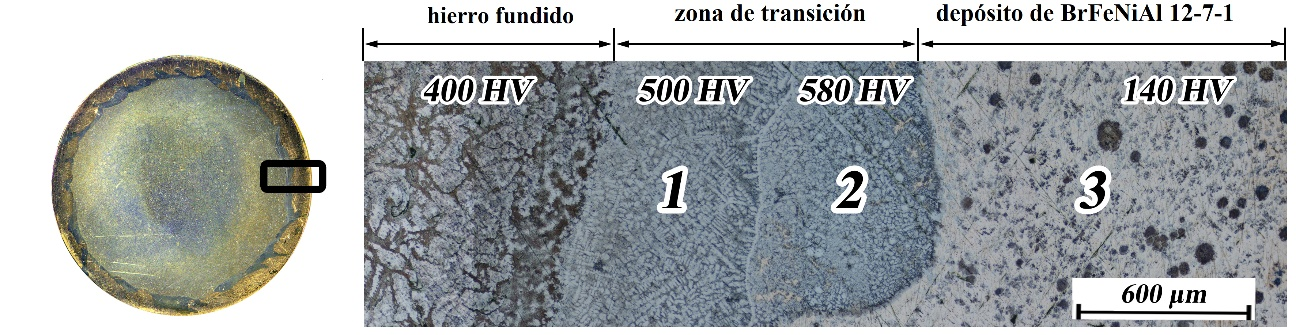 hierro fundido
zona de transición
depósito de BrFeNiAl 12-7-1
400 HV
500 HV
580 HV
140 HV
1
2
3
600 µm